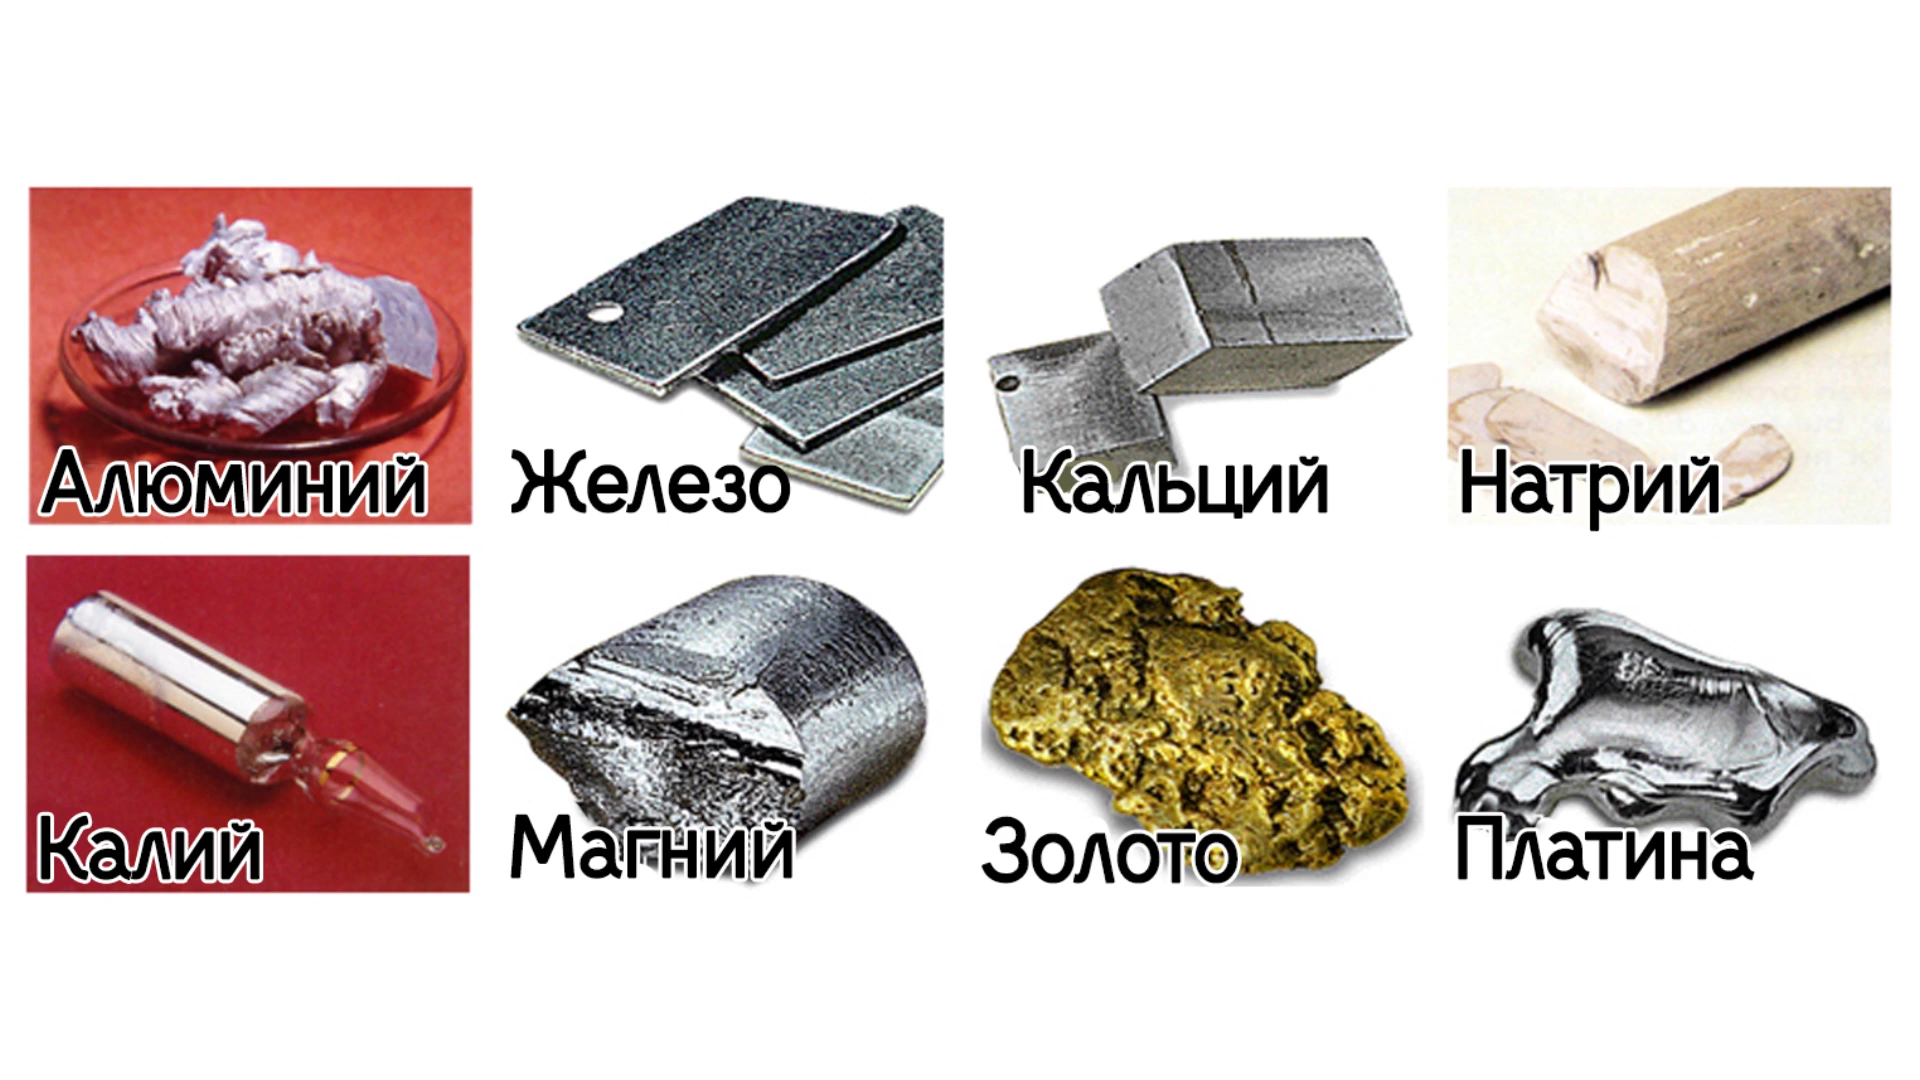 Алюминий
Железо
Кальций
Натрий
Калий
Магний
Золото
Платина